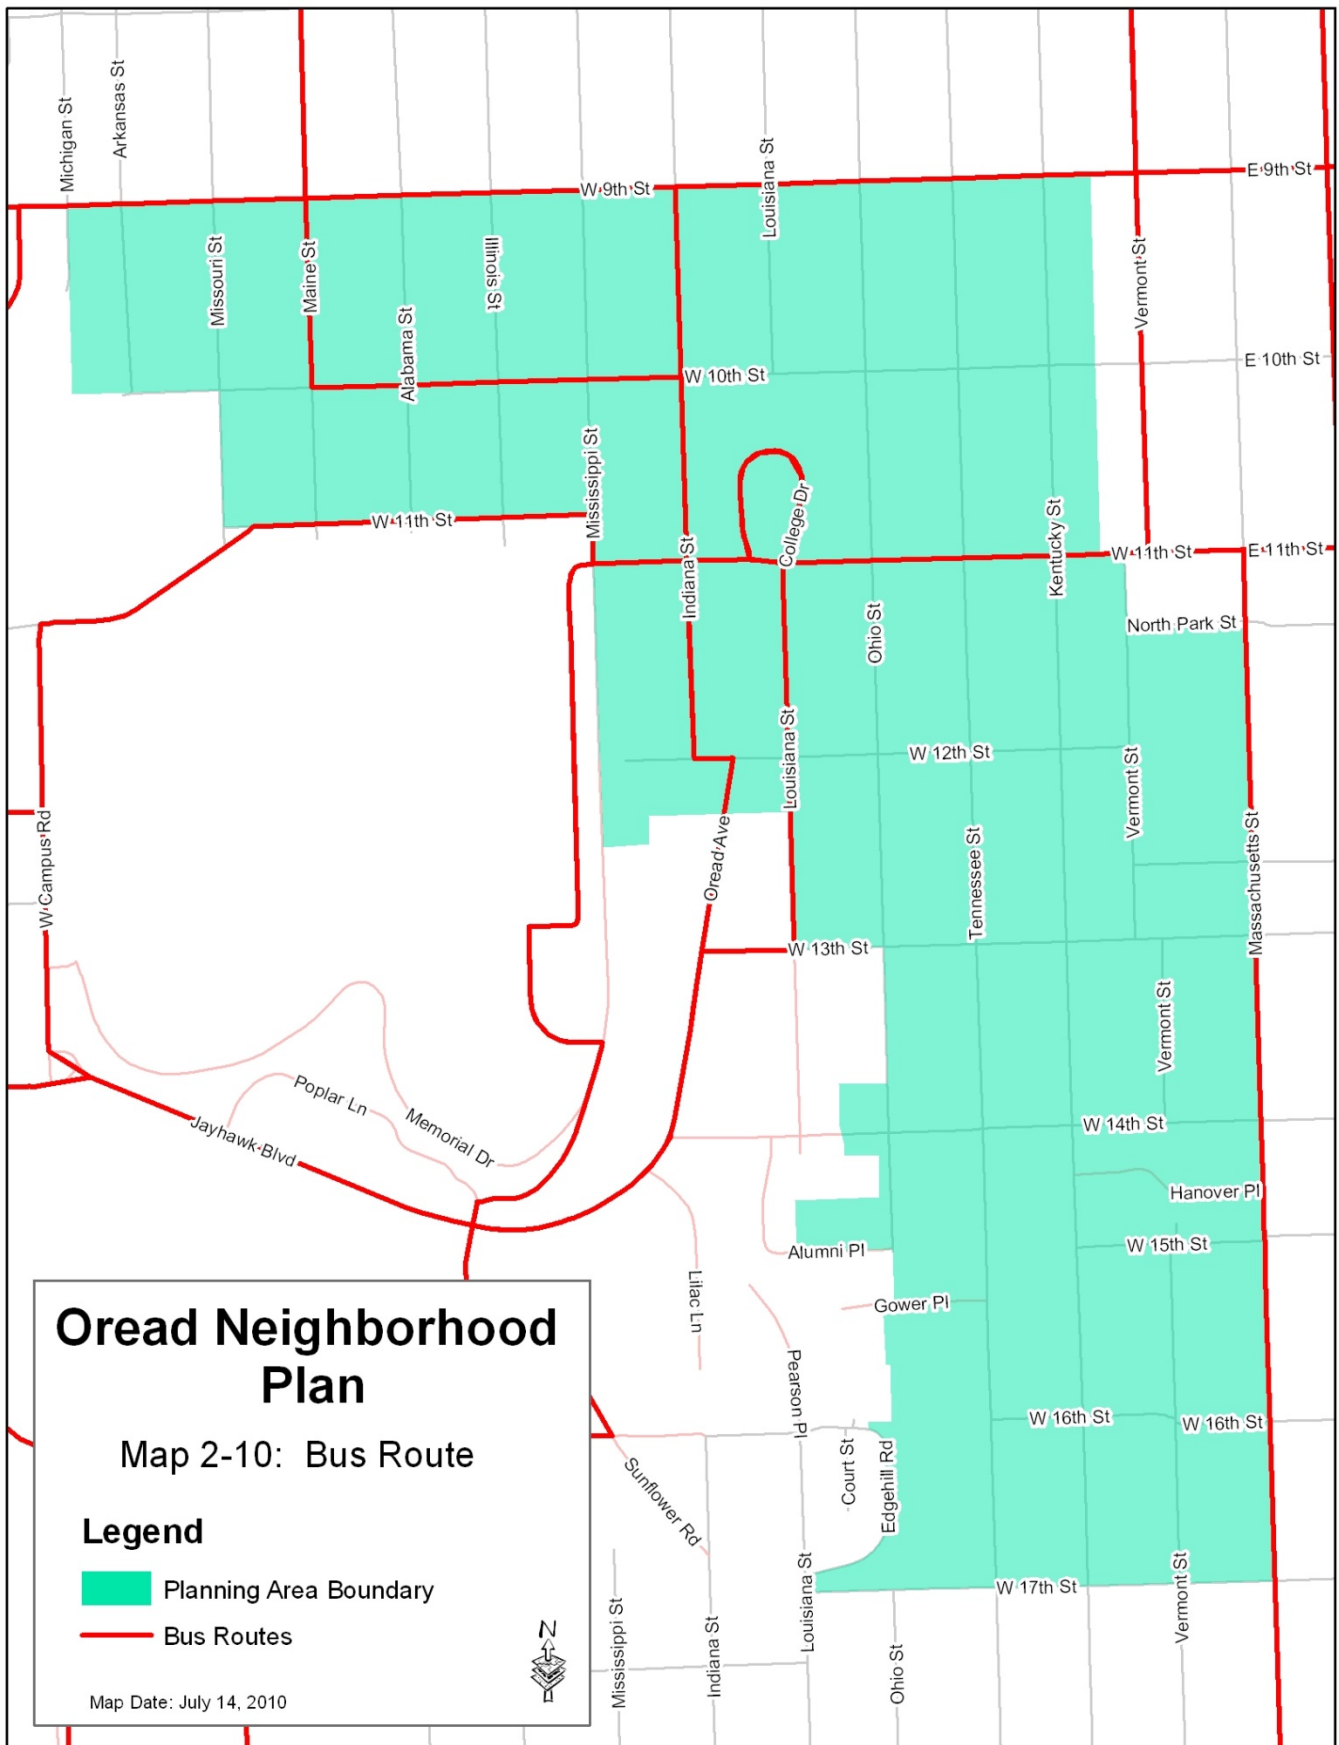 Michigan St
Arkansas St
Louisiana St
W 9th St
E 9th St
Missouri St
Maine St
Illinois St
Alabama St
Vermont St
W 10th St
E 10th St
Mississippi St
College Dr
W 11th St
Indiana St
Kentucky St
W 11th St
E 11th St
Ohio St
North Park St
Louisiana St
W 12th St
Vermont St
W Campus Rd
Oread Ave
Tennessee St
Massachusetts St
W 13th St
Vermont St
Poplar Ln
Memorial Dr
Jayhawk Blvd
W 14th St
Hanover Pl
Alumni Pl
W 15th St
Lilac Ln
Gower Pl
Pearson Pl
W 16th St
W 16th St
Court St
Edgehill Rd
Sunflower Rd
W 17th St
Mississippi St
Indiana St
Louisiana St
Ohio St
Vermont St
Oread Neighborhood
Plan
Map 2-10: Bus Route
Legend
Planning Area Boundary
Bus Routes
N
Map Date: July 14, 2010